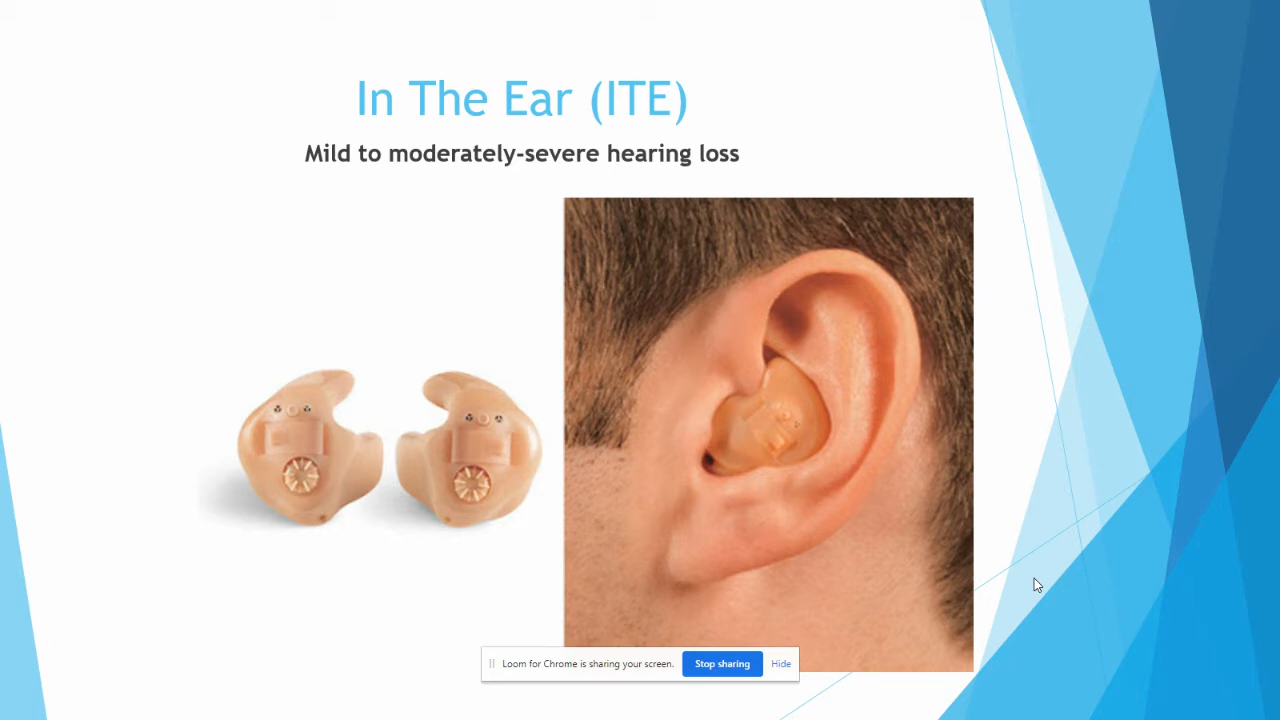 In The Ear (ITE)
Mild to moderately-severe hearing loss
Loom for Chrome is sharing your screen. Stop sharing Hide